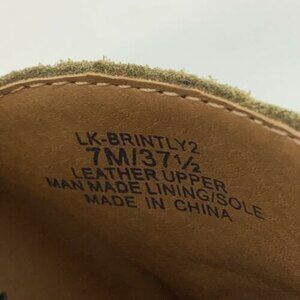 LK-BRINTLY2
7M/37½
LEATHER UPPER
MAN MADE LINING/SOLE
MADE IN CHINA